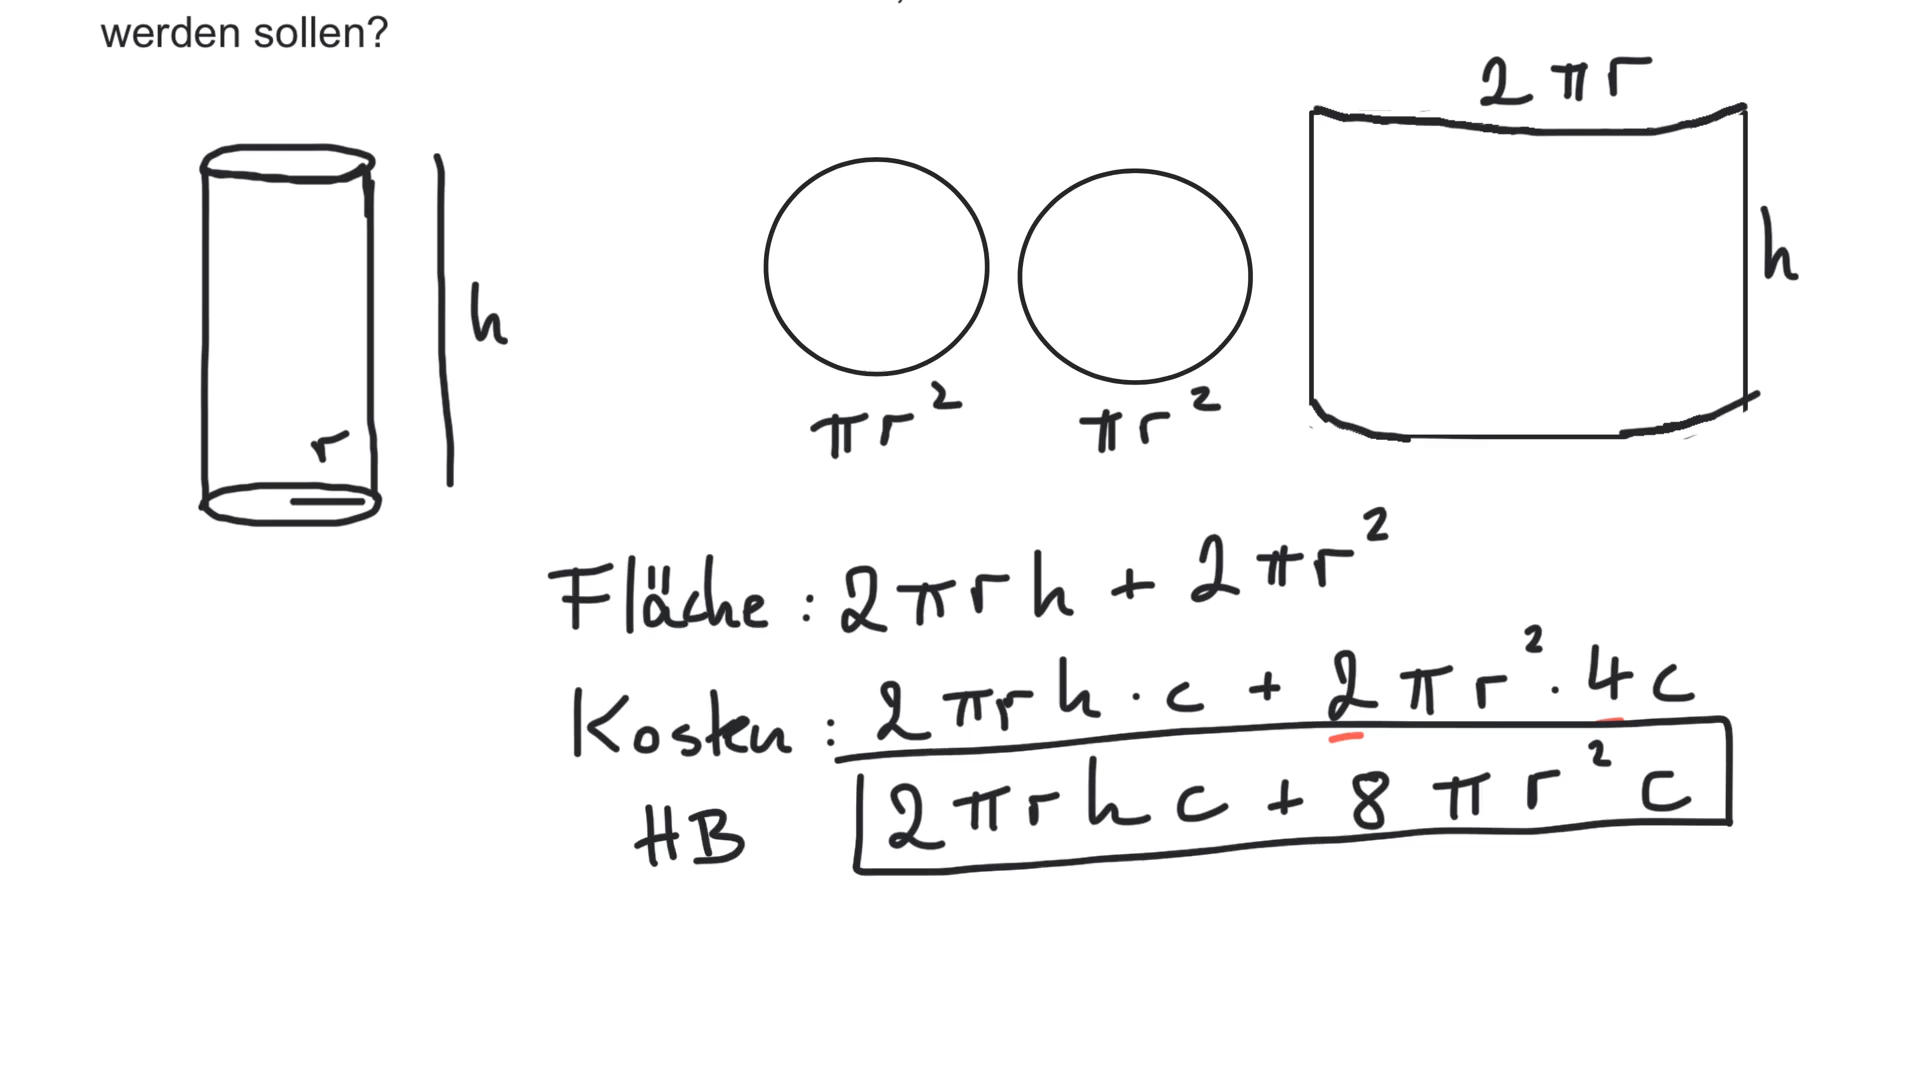 werden sollen?
2πr
h
h
r
πr²
πr²
Fläche : 2πrh + 2πr²
Kosten : 2πrh · c + 2πr² · 4c
HB 2πrhc + 8πr²c